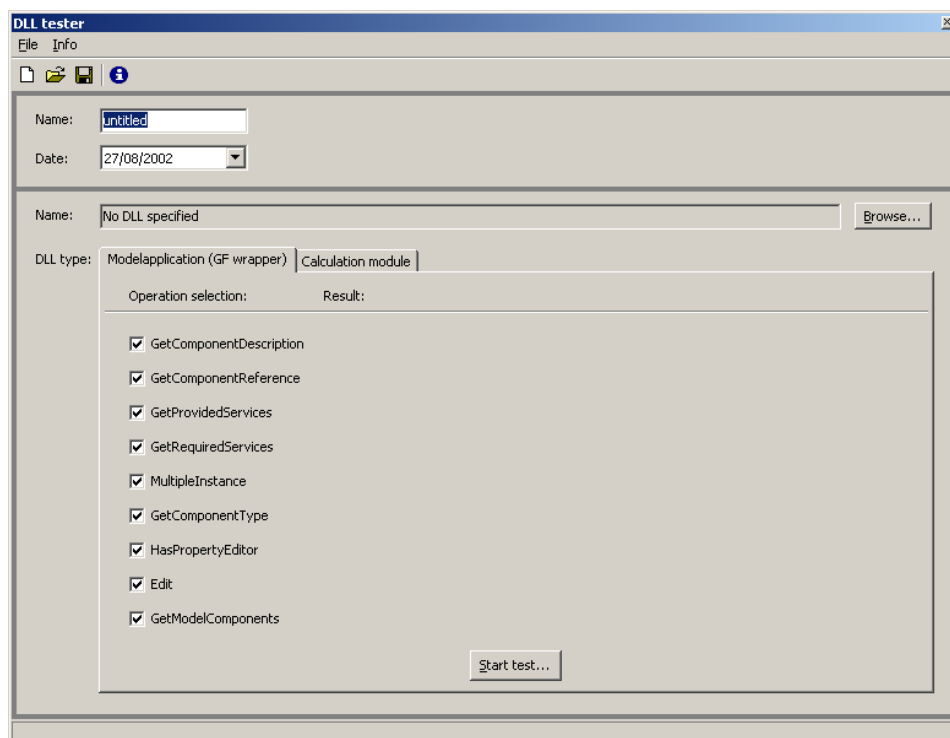 DLL tester
File Info
Name: untitled
Date: 27/08/2002
Name: No DLL specified Browse...
DLL type: Modelapplication (GF wrapper) Calculation module
Operation selection: Result:
GetComponentDescription
GetComponentReference
GetProvidedServices
GetRequiredServices
MultipleInstance
GetComponentType
HasPropertyEditor
Edit
GetModelComponents
Start test...